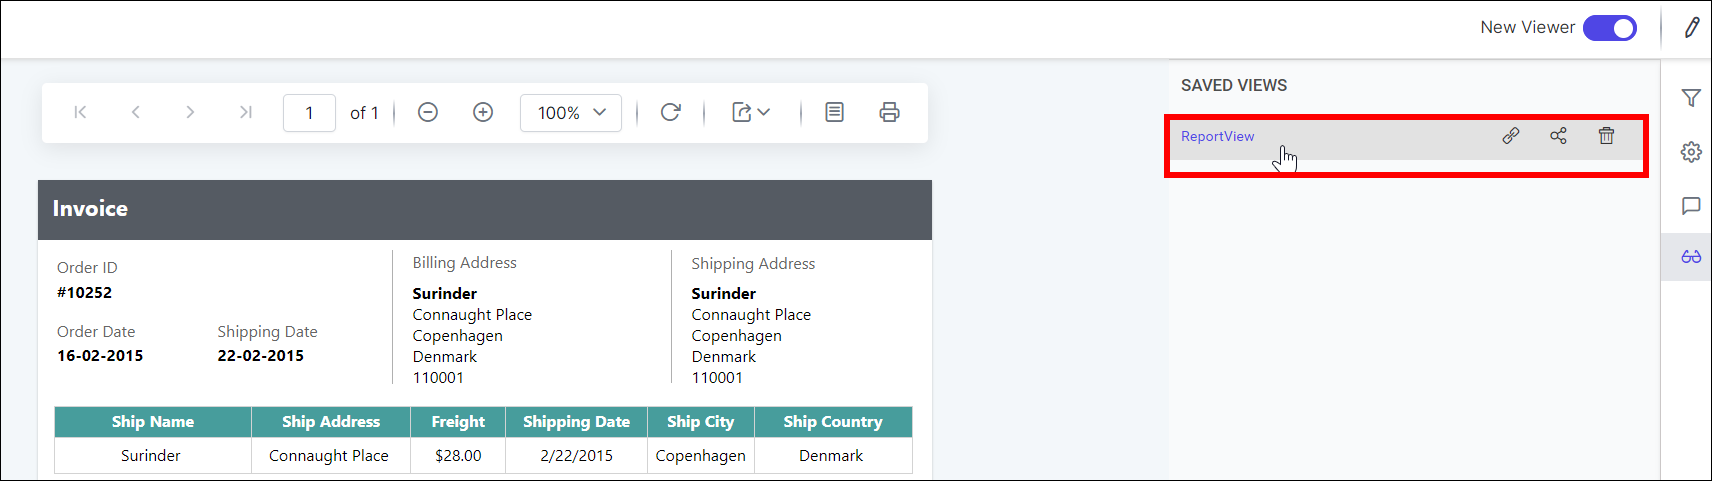 New Viewer
1 of 1 100%
SAVED VIEWS
ReportView
Invoice
Order ID
#10252
Order Date Shipping Date
16-02-2015 22-02-2015
Billing Address
Surinder
Connaught Place
Copenhagen
Denmark
110001
Shipping Address
Surinder
Connaught Place
Copenhagen
Denmark
110001
Ship Name Ship Address Freight Shipping Date Ship City Ship Country
Surinder Connaught Place $28.00 2/22/2015 Copenhagen Denmark